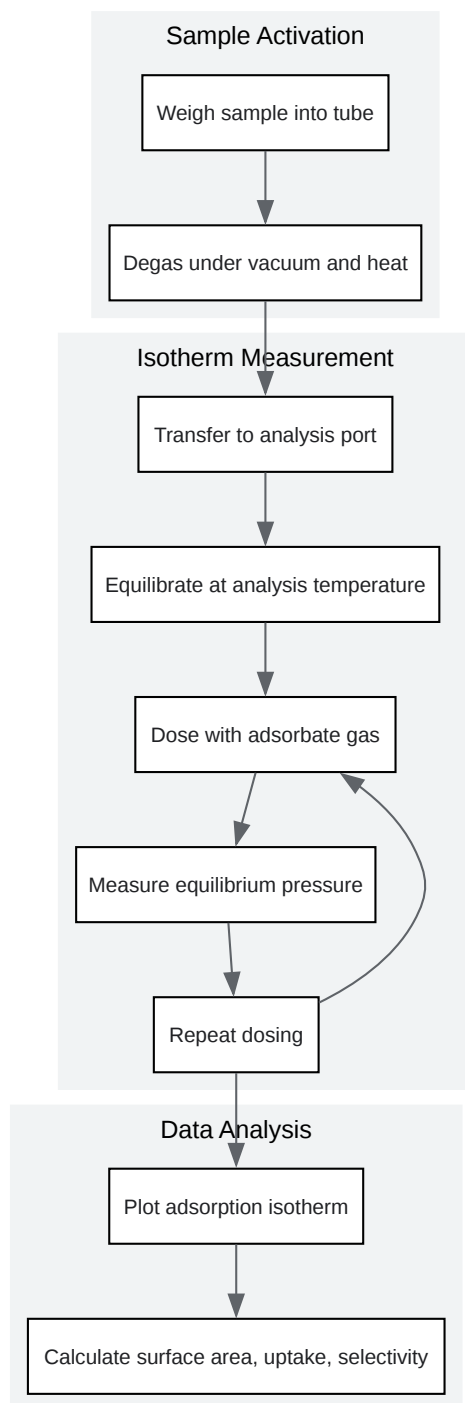 Sample Activation
Weigh sample into tube
Degas under vacuum and heat
Isotherm Measurement
Transfer to analysis port
Equilibrate at analysis temperature
Dose with adsorbate gas
Measure equilibrium pressure
Repeat dosing
Data Analysis
Plot adsorption isotherm
Calculate surface area, uptake, selectivity